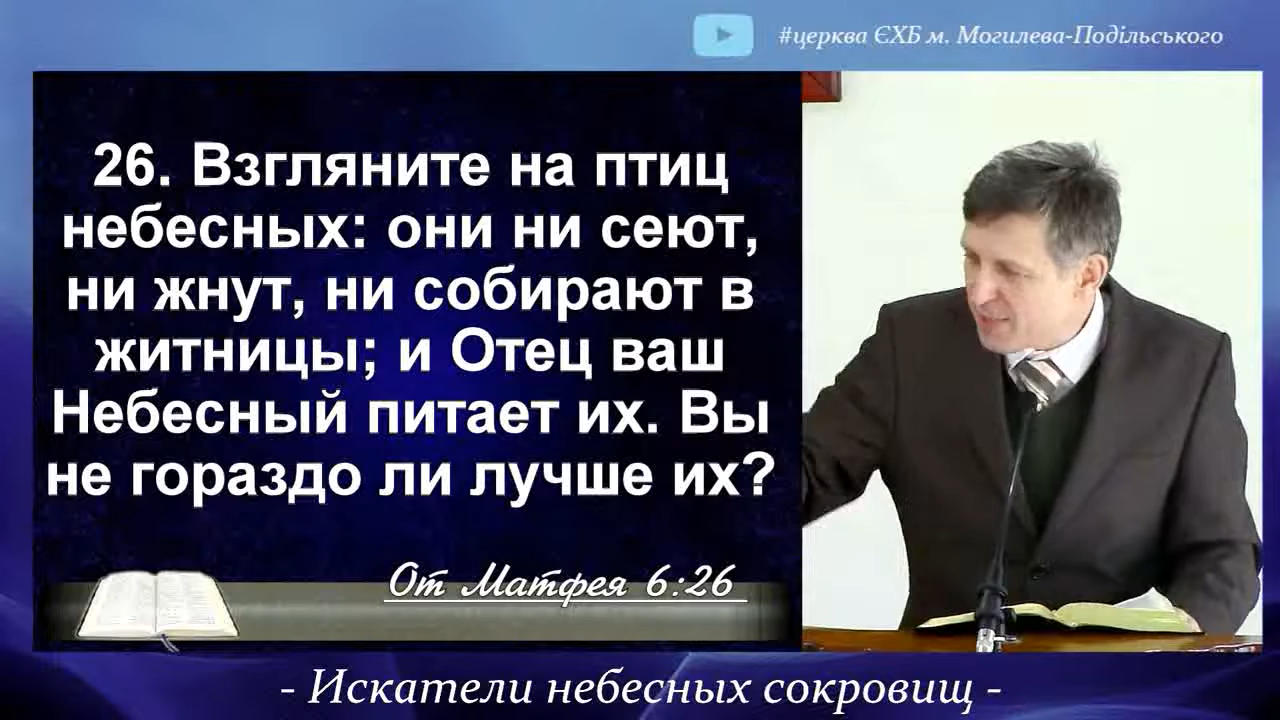 #церква ЄХБ м. Могилева-Подільського
26. Взгляните на птиц
небесных: они ни сеют,
ни жнут, ни собирают в
житницы; и Отец ваш
Небесный питает их. Вы
не гораздо ли лучше их?
От Матфея 6:26
- Искатели небесных сокровищ -